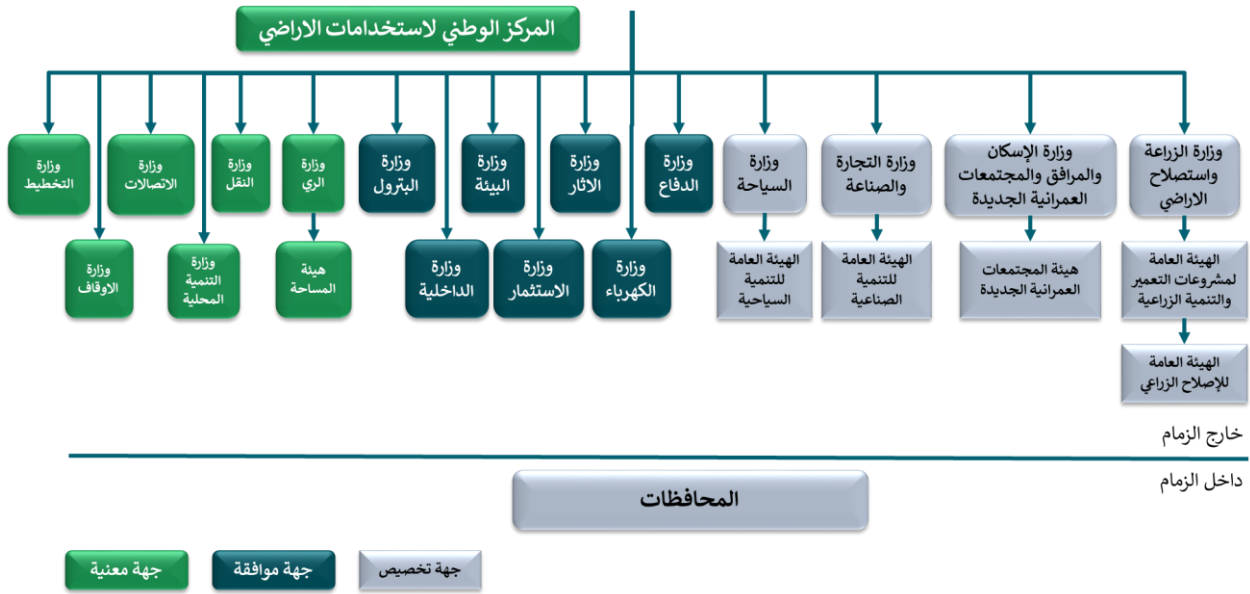 المركز الوطني لاستخدامات الاراضي
وزارة الزراعة
واستصلاح
الاراضي
وزارة الإسكان
والمرافق والمجتمعات
العمرانية الجديدة
وزارة التجارة
والصناعة
وزارة
السياحة
وزارة
الدفاع
وزارة
الاثار
وزارة
البيئة
وزارة
البترول
وزارة
الري
وزارة
النقل
وزارة
الاتصالات
وزارة
التخطيط
الهيئة العامة
لمشروعات التعمير
والتنمية الزراعية
هيئة المجتمعات
العمرانية الجديدة
الهيئة العامة
للتنمية
الصناعية
الهيئة العامة
للتنمية
السياحية
وزارة
الكهرباء
وزارة
الاستثمار
وزارة
الداخلية
هيئة
المساحة
وزارة
التنمية
المحلية
وزارة
الاوقاف
الهيئة العامة
للإصلاح الزراعي
خارج الزمام
داخل الزمام
المحافظات
جهة تخصيص
جهة موافقة
جهة معنية